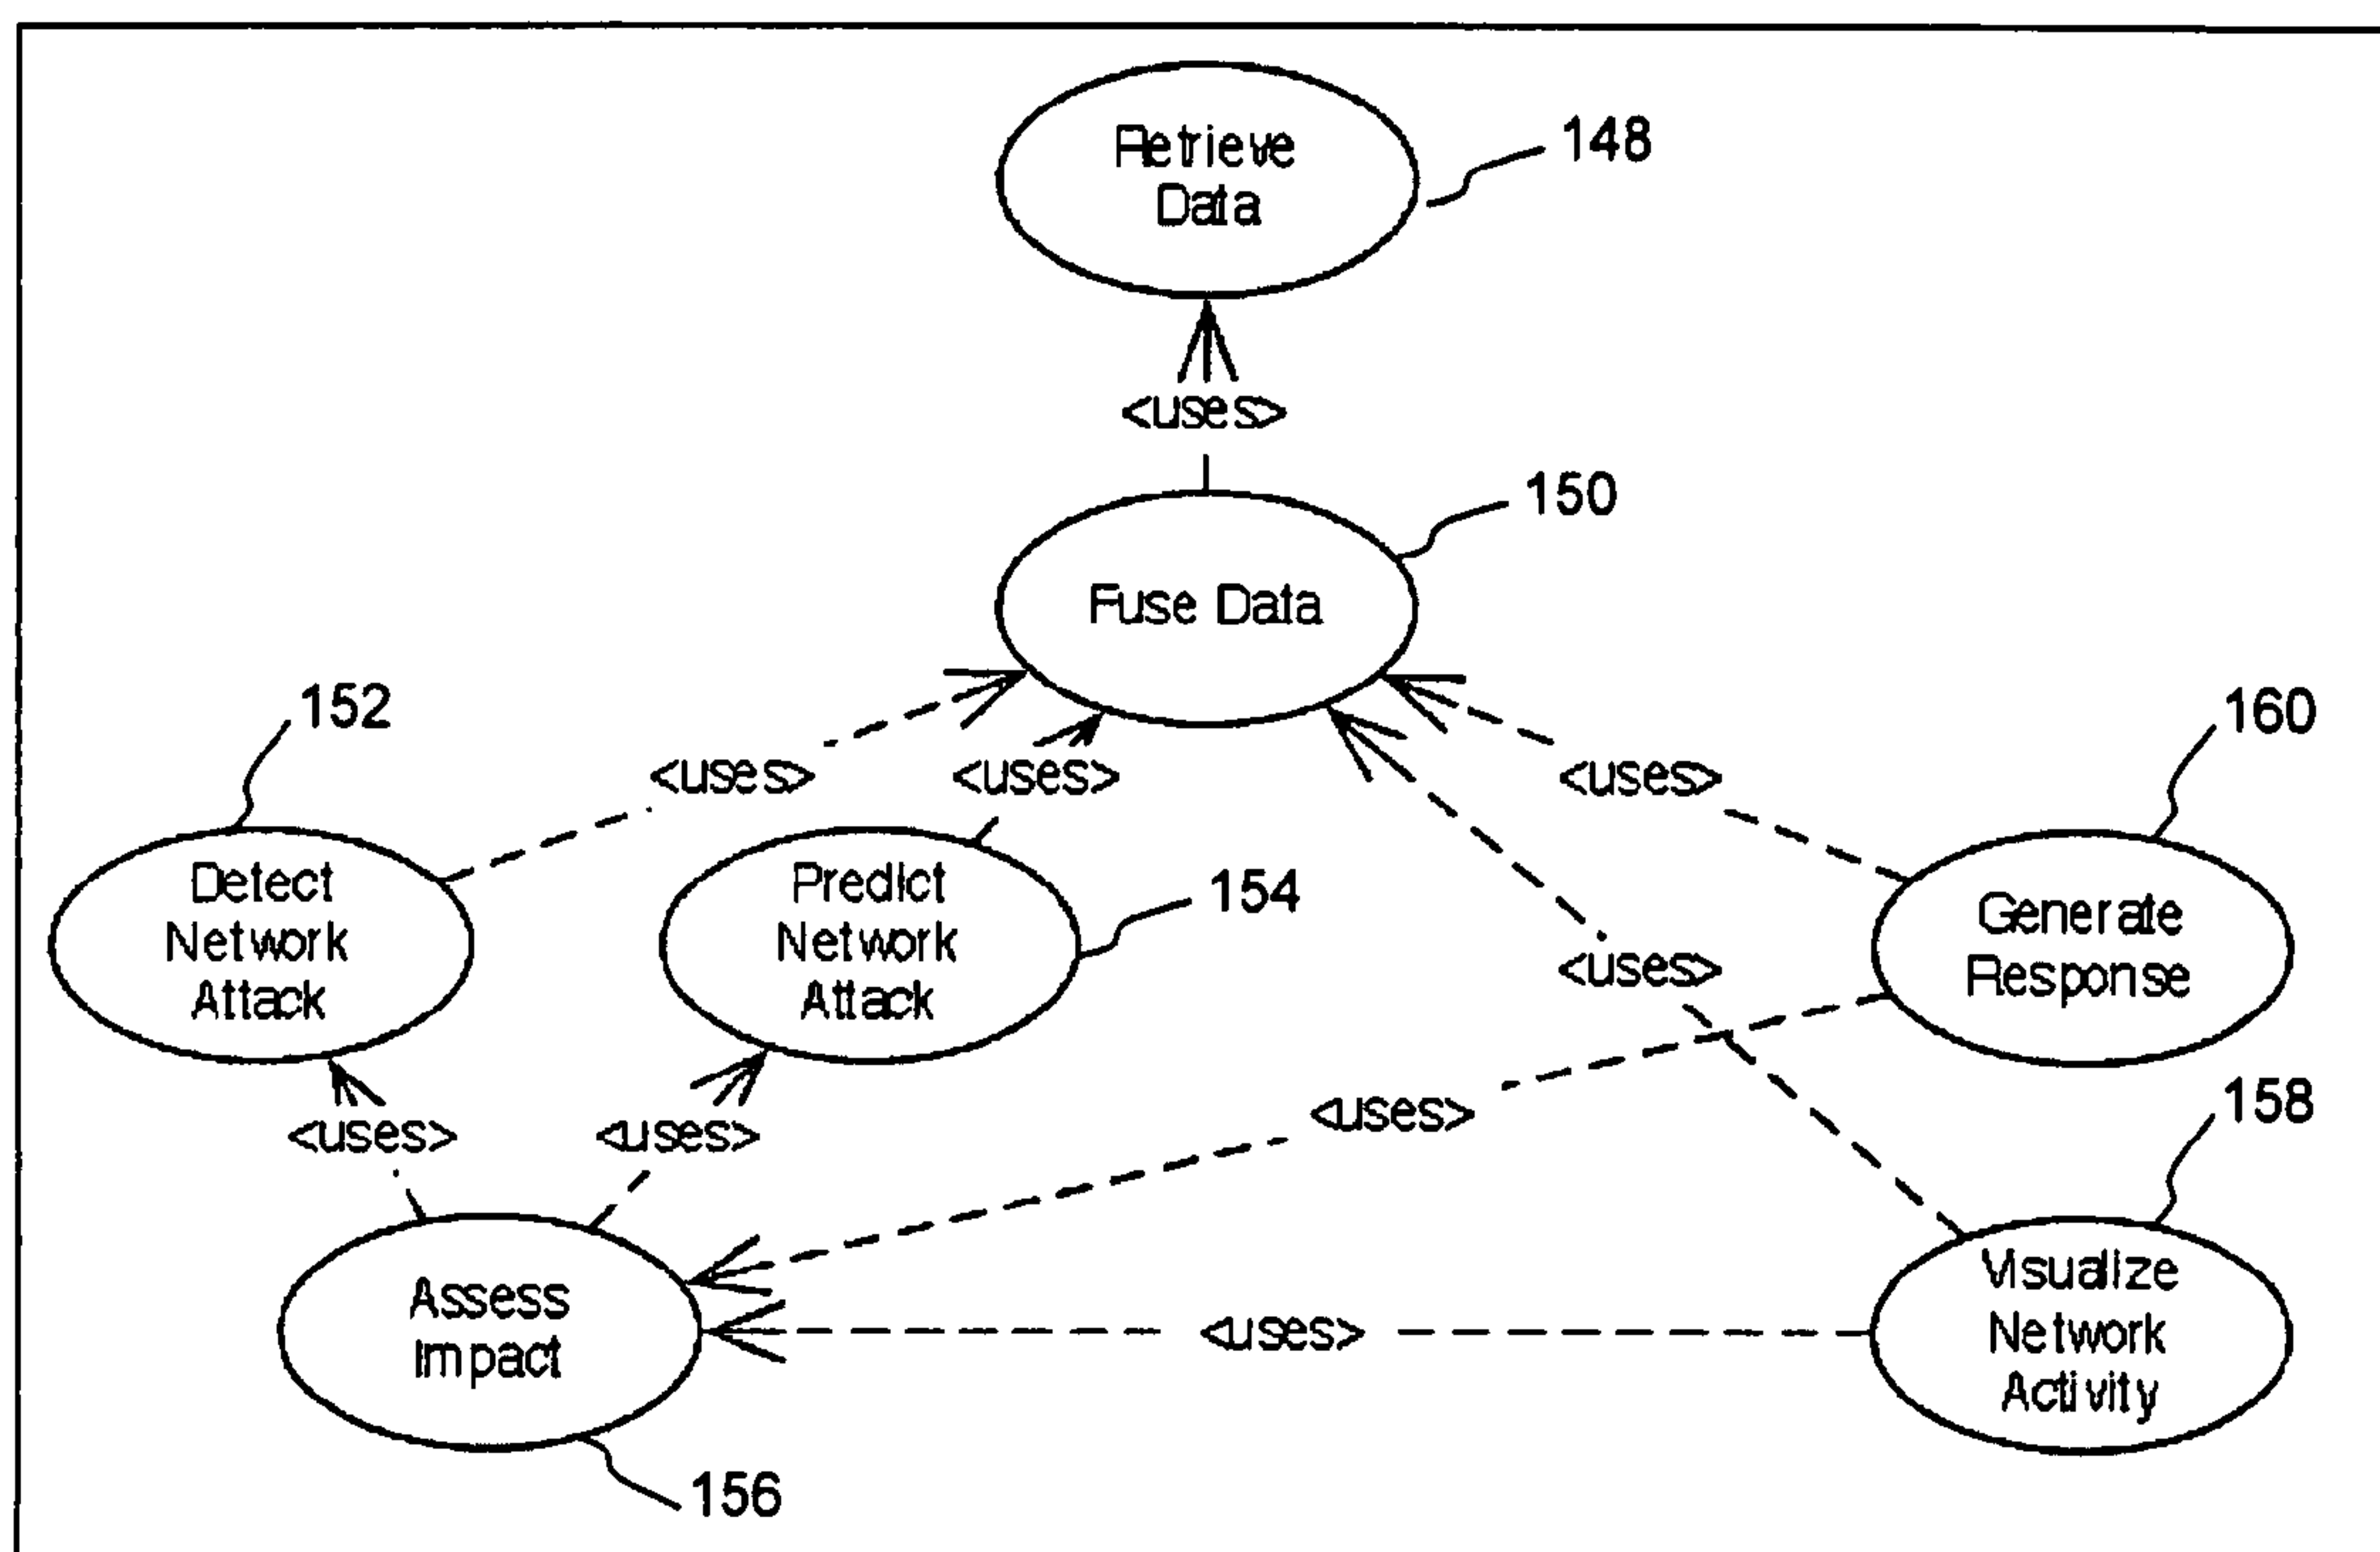 Retrieve
Data
148
<uses>
150
Fuse Data
152
160
<uses>
<uses>
<uses>
Detect
Network
Attack
Predict
Network
Attack
154
Generate
Response
<uses>
<uses>
<uses>
<uses>
158
Assess
Impact
<uses>
Visualize
Network
Activity
156